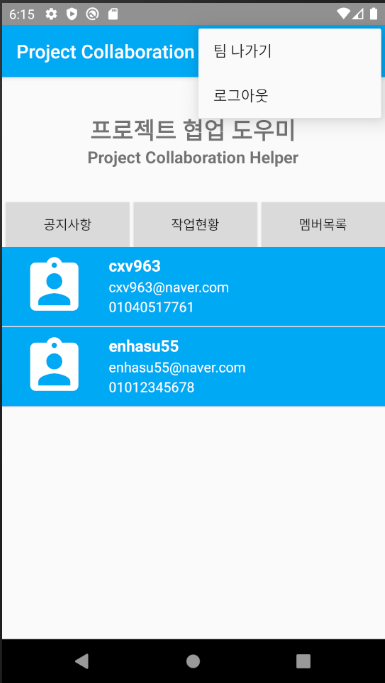 6:15
Project Collaboration
팀 나가기
로그아웃
프로젝트 협업 도우미
Project Collaboration Helper
공지사항 작업현황 멤버목록
cxv963
cxv963@naver.com
01040517761
enhasu55
enhasu55@naver.com
01012345678